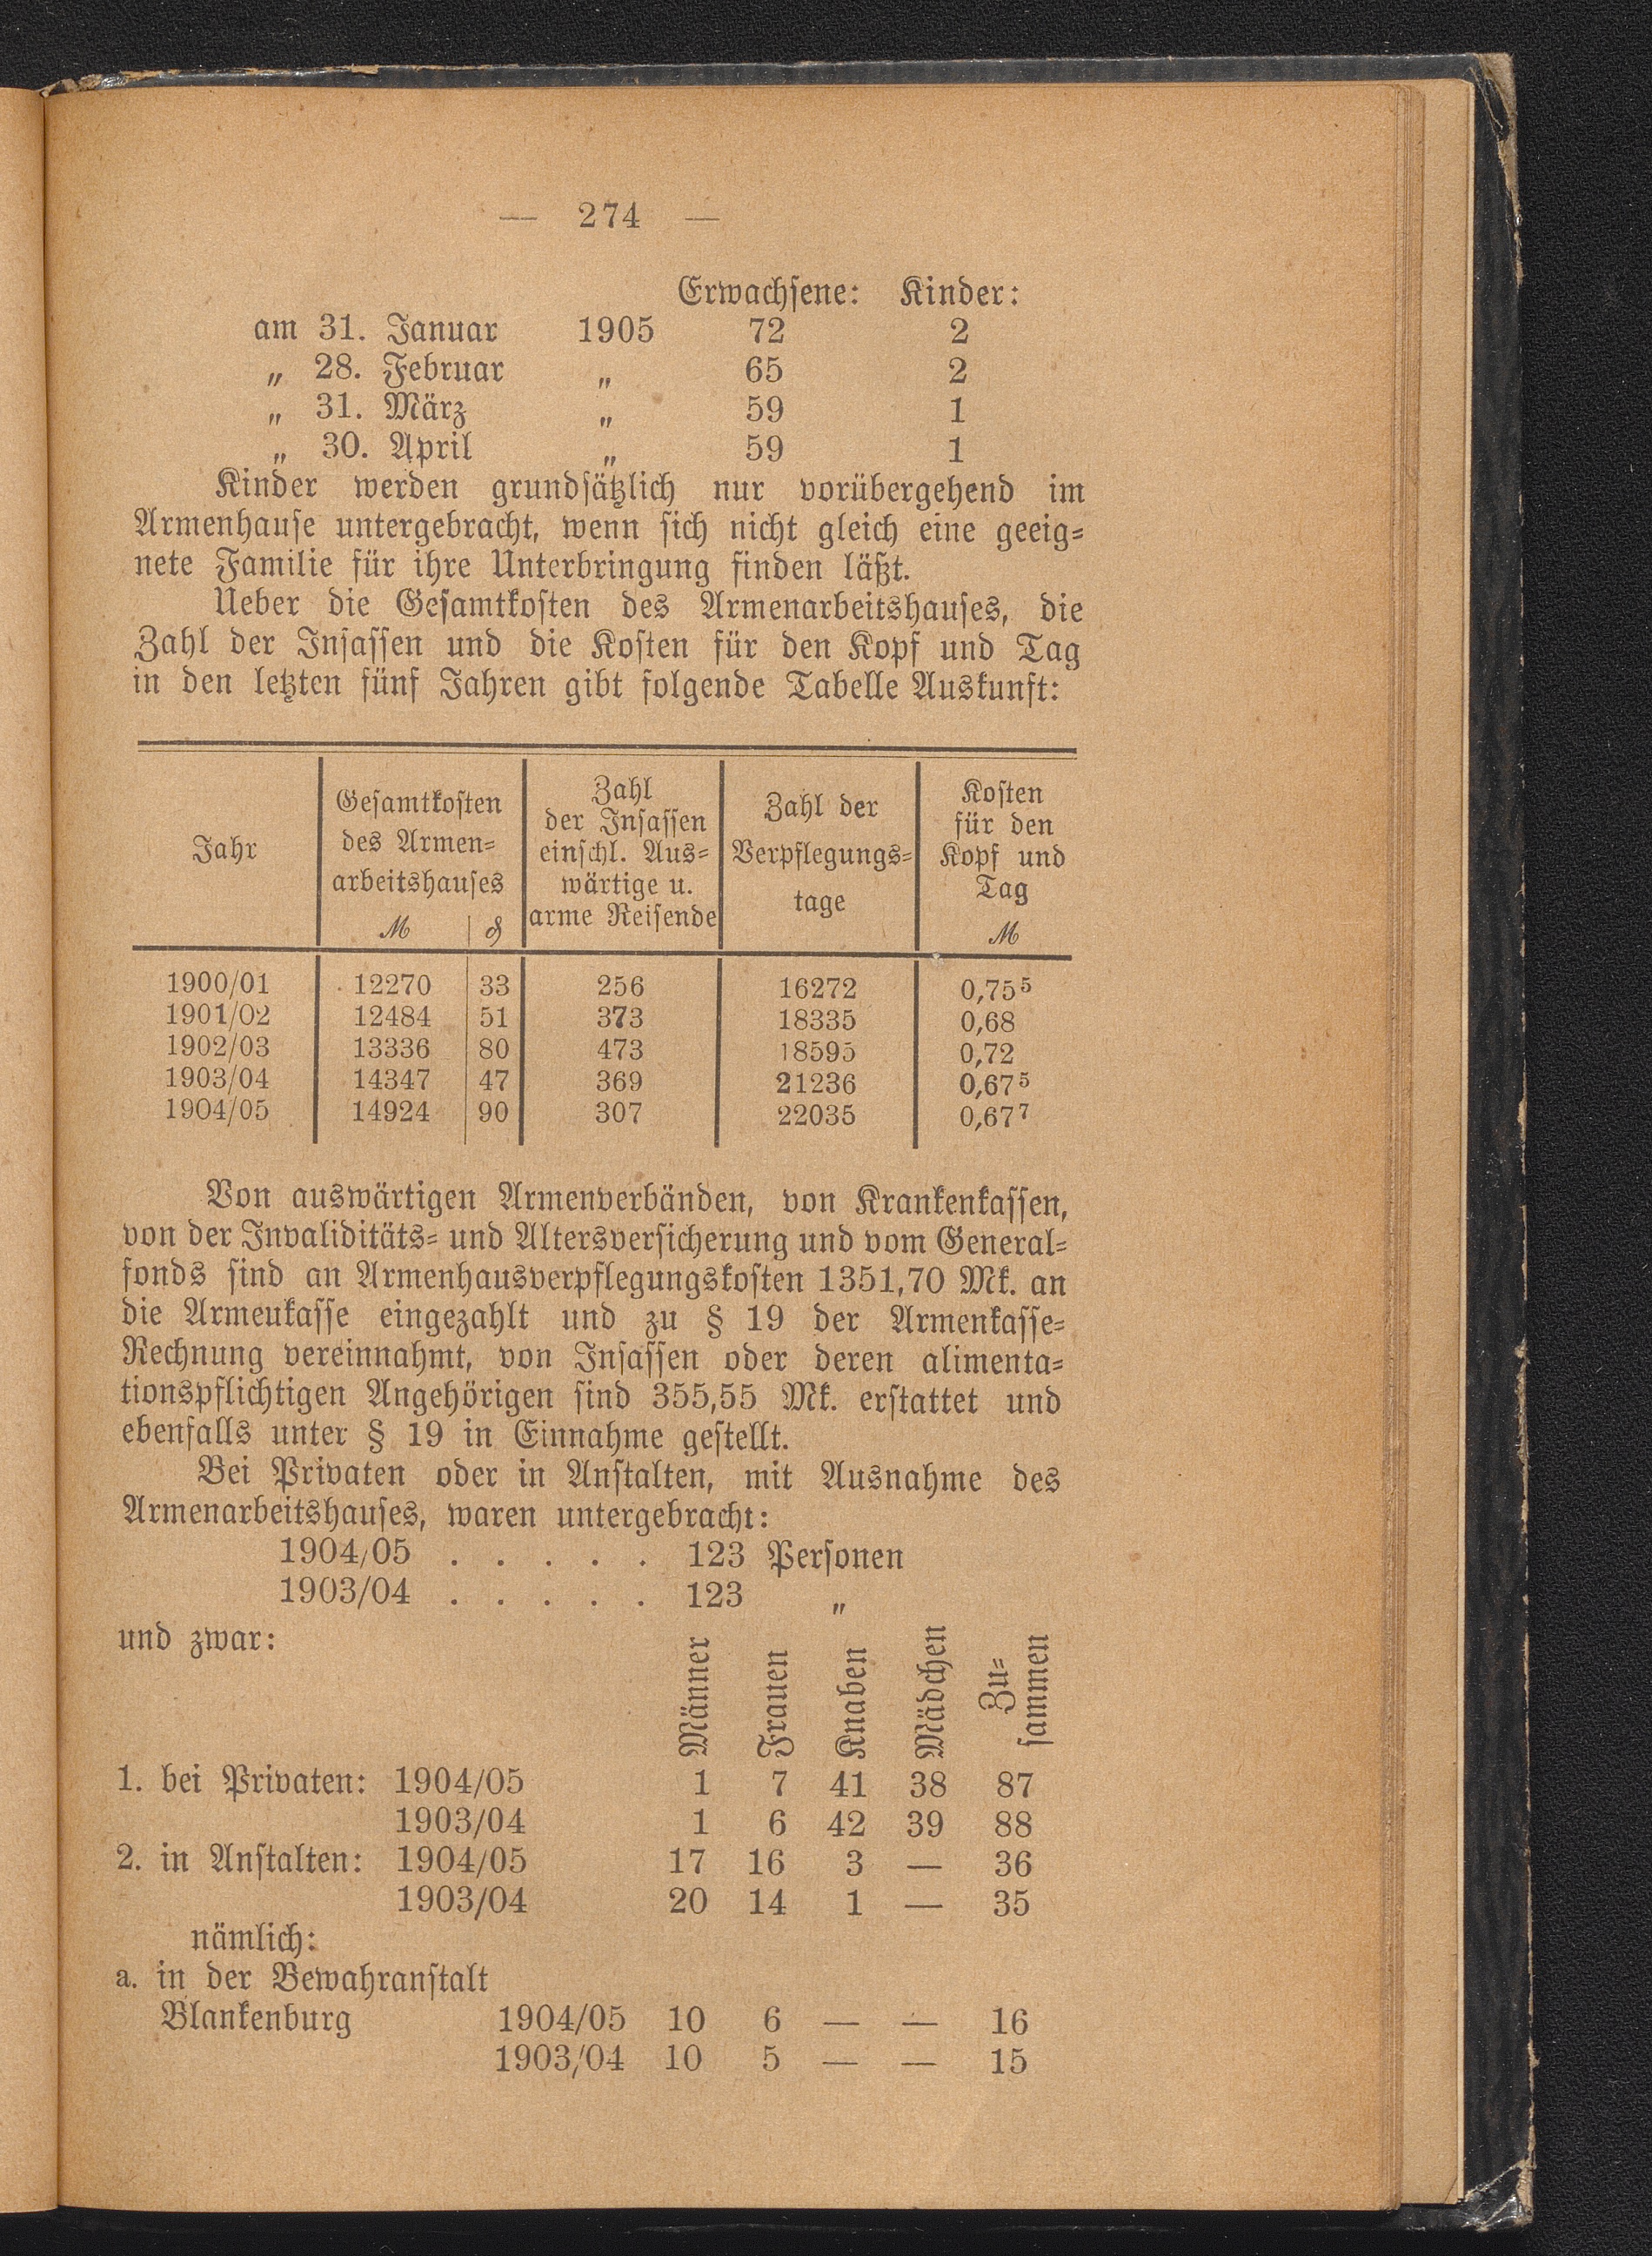 — 274 —
Erwachsene: Kinder:
am 31. Januar 1905 72 2
„ 28. Februar „ 65 2
„ 31. März „ 59 1
„ 30. April „ 59 1
Kinder werden grundsätzlich nur vorübergehend im
Armenhause untergebracht, wenn sich nicht gleich eine geeig-
nete Familie für ihre Unterbringung finden läßt.
Ueber die Gesamtkosten des Armenarbeitshauses, die
Zahl der Insassen und die Kosten für den Kopf und Tag
in den letzten fünf Jahren gibt folgende Tabelle Auskunft:
Jahr
Gesamtkosten
des Armen-
arbeitshauses
ℳ ₰
Zahl
der Insassen
einschl. Aus-
wärtige u.
arme Reisende
Zahl der
Verpflegungs-
tage
Kosten
für den
Kopf und
Tag
ℳ
1900/01 12270 33 256 16272 0,75⁵
1901/02 12484 51 373 18335 0,68
1902/03 13336 80 473 18595 0,72
1903/04 14347 47 369 21236 0,67⁵
1904/05 14924 90 307 22035 0,67⁷
Von auswärtigen Armenverbänden, von Krankenkassen,
von der Invaliditäts- und Altersversicherung und vom General-
fonds sind an Armenhausverpflegungskosten 1351,70 Mk. an
die Armeukasse eingezahlt und zu § 19 der Armenkasse-
Rechnung vereinnahmt, von Insassen oder deren alimenta-
tionspflichtigen Angehörigen sind 355,55 Mk. erstattet und
ebenfalls unter § 19 in Einnahme gestellt.
Bei Privaten oder in Anstalten, mit Ausnahme des
Armenarbeitshauses, waren untergebracht:
1904/05 . . . . . 123 Personen
1903/04 . . . . . 123 „
und zwar:
Männer Frauen Knaben Mädchen Zu-
sammen
1. bei Privaten: 1904/05 1 7 41 38 87
1903/04 1 6 42 39 88
2. in Anstalten: 1904/05 17 16 3 — 36
1903/04 20 14 1 — 35
nämlich:
a. in der Bewahranstalt
Blankenburg 1904/05 10 6 — — 16
1903/04 10 5 — — 15